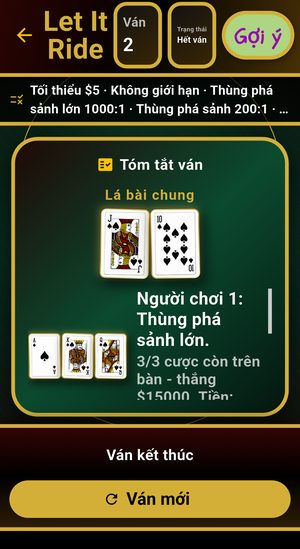 Let It
Ride
Ván
2
Trạng thái
Hết ván
Gợi ý
Tối thiểu $5 · Không giới hạn · Thùng phá
sảnh lớn 1000:1 · Thùng phá sảnh 200:1 · ...
Tóm tắt ván
Lá bài chung
J
10
10
Người chơi 1:
Thùng phá
sảnh lớn.
A
K
Q
3/3 cược còn trên
bàn - thắng
$15000. Tiền:
Ván kết thúc
Ván mới